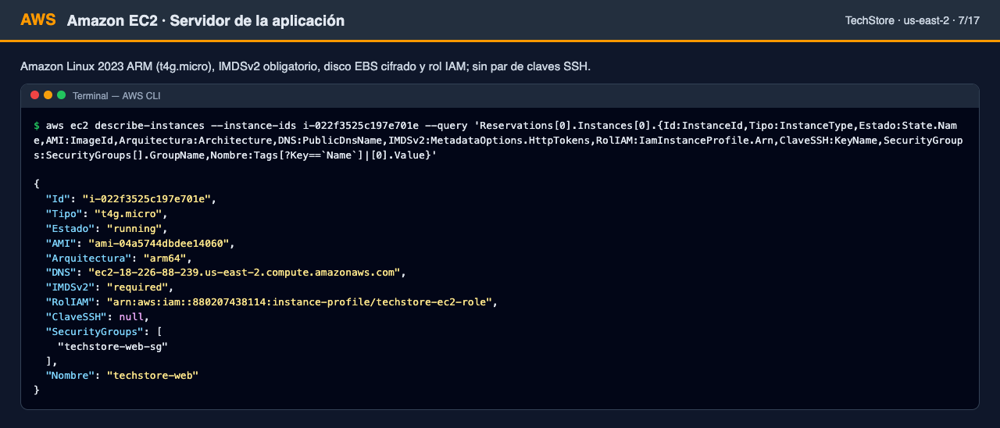 AWS Amazon EC2 · Servidor de la aplicación
TechStore · us-east-2 · 7/17
Amazon Linux 2023 ARM (t4g.micro), IMDSv2 obligatorio, disco EBS cifrado y rol IAM; sin par de claves SSH.
Terminal — AWS CLI
$ aws ec2 describe-instances --instance-ids i-022f3525c197e701e --query 'Reservations[0].Instances[0].{Id:InstanceId,Tipo:InstanceType,Estado:State.Nam
e,AMI:ImageId,Arquitectura:Architecture,DNS:PublicDnsName,IMDSv2:MetadataOptions.HttpTokens,RolIAM:IamInstanceProfile.Arn,ClaveSSH:KeyName,SecurityGroup
s:SecurityGroups[].GroupName,Nombre:Tags[?Key==`Name`]|[0].Value}'
{
"Id": "i-022f3525c197e701e",
"Tipo": "t4g.micro",
"Estado": "running",
"AMI": "ami-04a5744dbdee14060",
"Arquitectura": "arm64",
"DNS": "ec2-18-226-88-239.us-east-2.compute.amazonaws.com",
"IMDSv2": "required",
"RolIAM": "arn:aws:iam::880207438114:instance-profile/techstore-ec2-role",
"ClaveSSH": null,
"SecurityGroups": [
"techstore-web-sg"
],
"Nombre": "techstore-web"
}